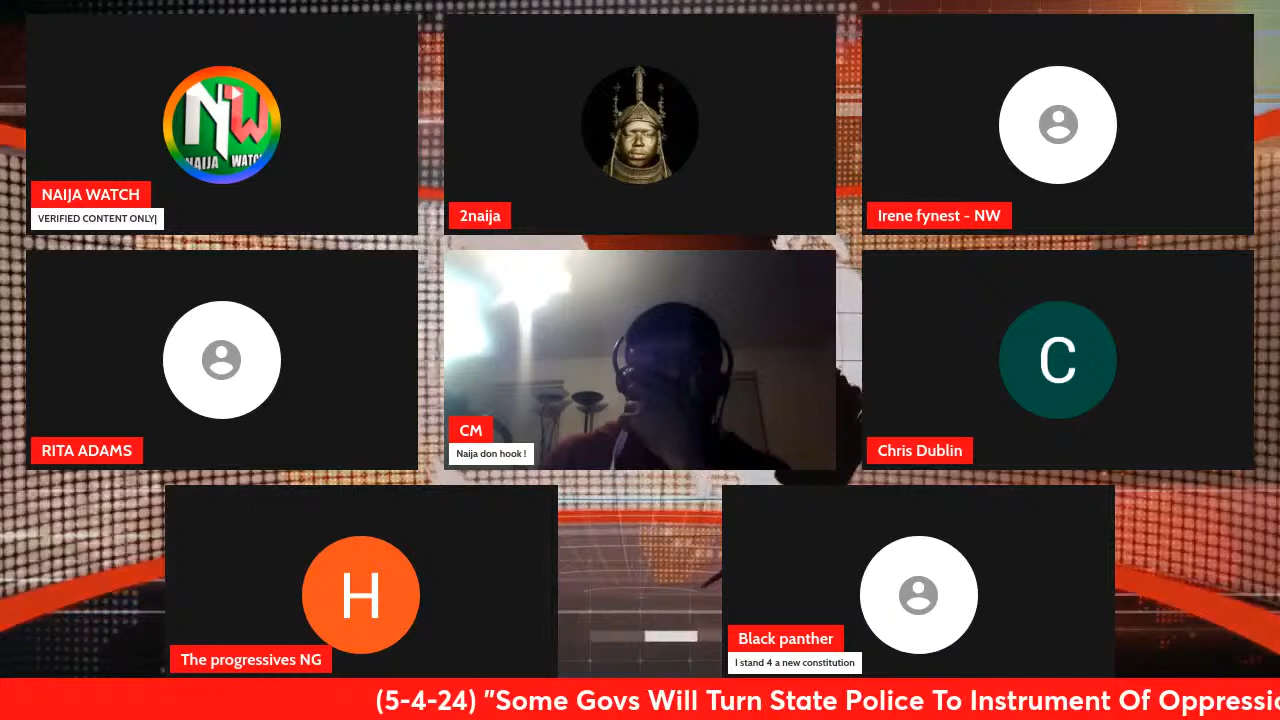 NW
NAIJA WATCH
NAIJA WATCH
VERIFIED CONTENT ONLY|
2naija
Irene fynest - NW
RITA ADAMS
CM
Naija don hook !
C
Chris Dublin
H
The progressives NG
Black panther
I stand 4 a new constitution
(5-4-24) "Some Govs Will Turn State Police To Instrument Of Oppressio